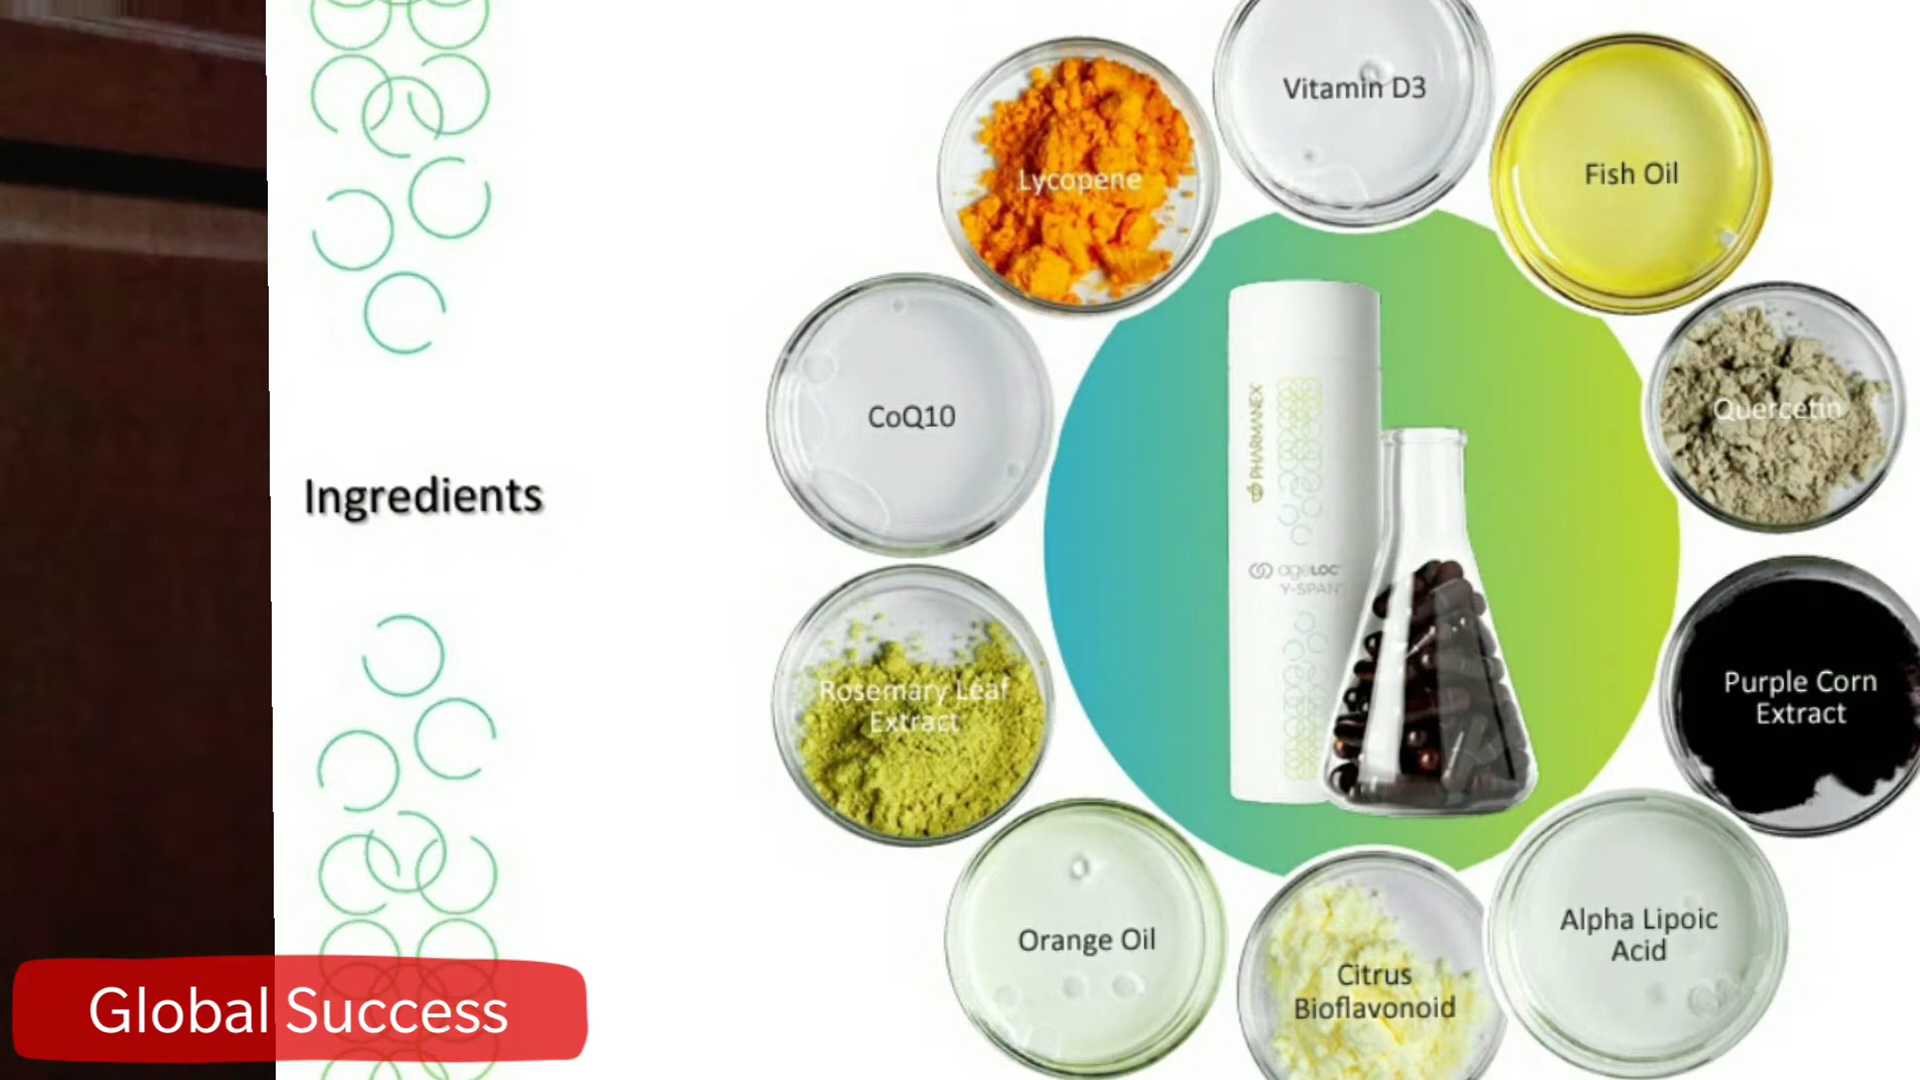 Vitamin D3
Fish Oil
Lycopene
Quercetin
CoQ10
Ingredients
PHARMANEX
ageLOC
Y-SPAN
Rosemary Leaf
Extract
Purple Corn
Extract
Orange Oil
Alpha Lipoic
Acid
Citrus
Bioflavonoid
Global Success